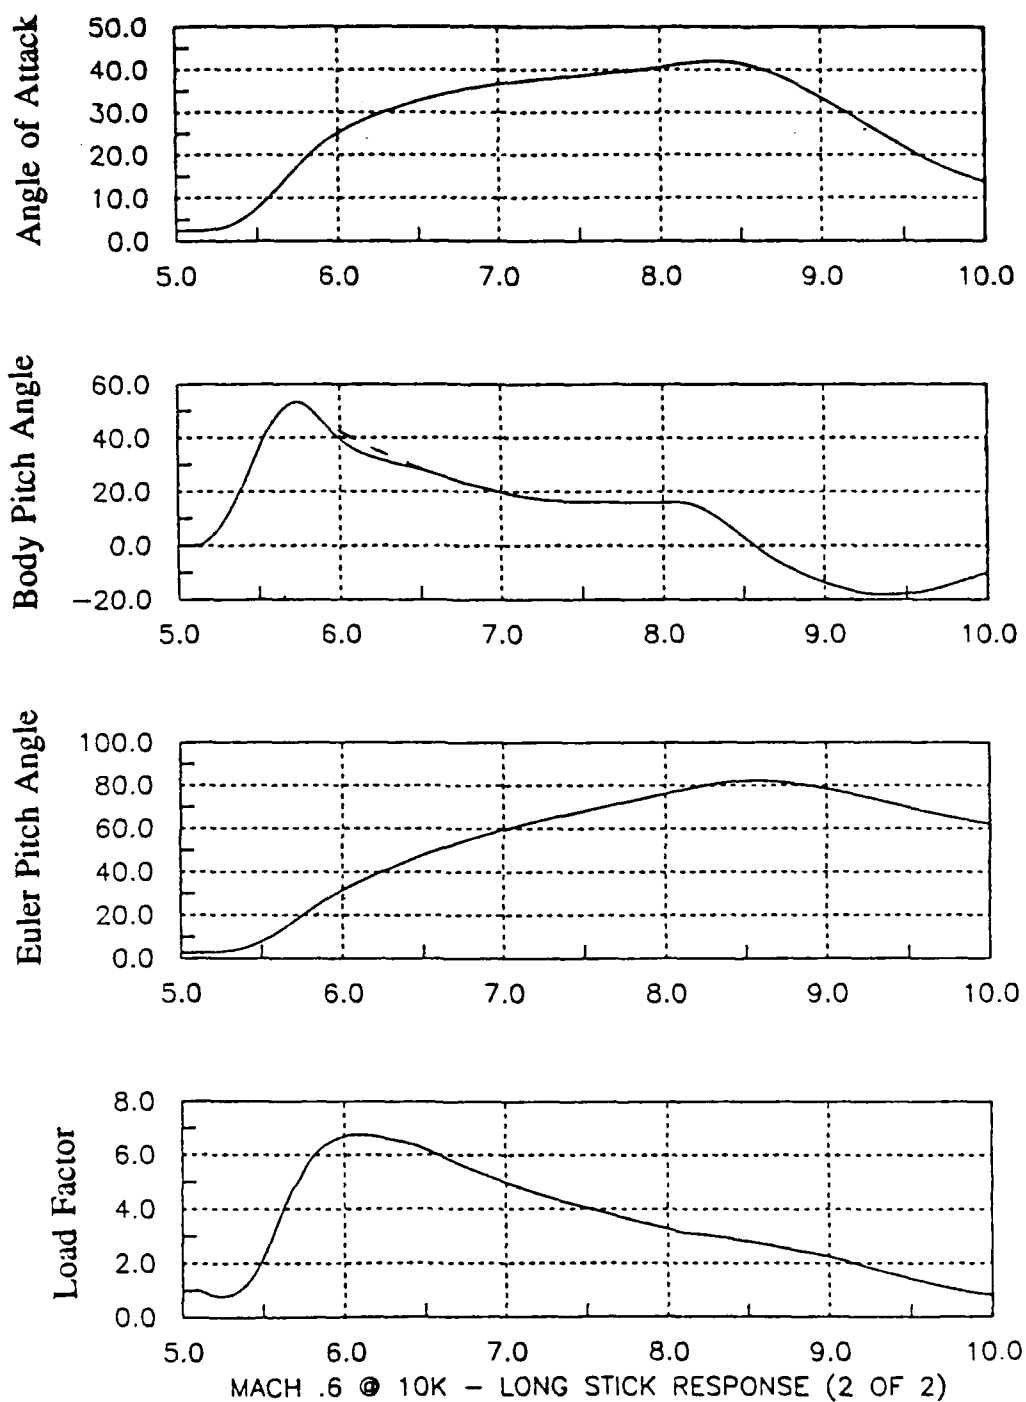 Angle of Attack
50.0
40.0
30.0
20.0
10.0
0.0
5.0 6.0 7.0 8.0 9.0 10.0
Body Pitch Angle
60.0
40.0
20.0
0.0
-20.0
5.0 6.0 7.0 8.0 9.0 10.0
Euler Pitch Angle
100.0
80.0
60.0
40.0
20.0
0.0
5.0 6.0 7.0 8.0 9.0 10.0
Load Factor
8.0
6.0
4.0
2.0
0.0
5.0 6.0 7.0 8.0 9.0 10.0
MACH .6 @ 10K - LONG STICK RESPONSE (2 OF 2)